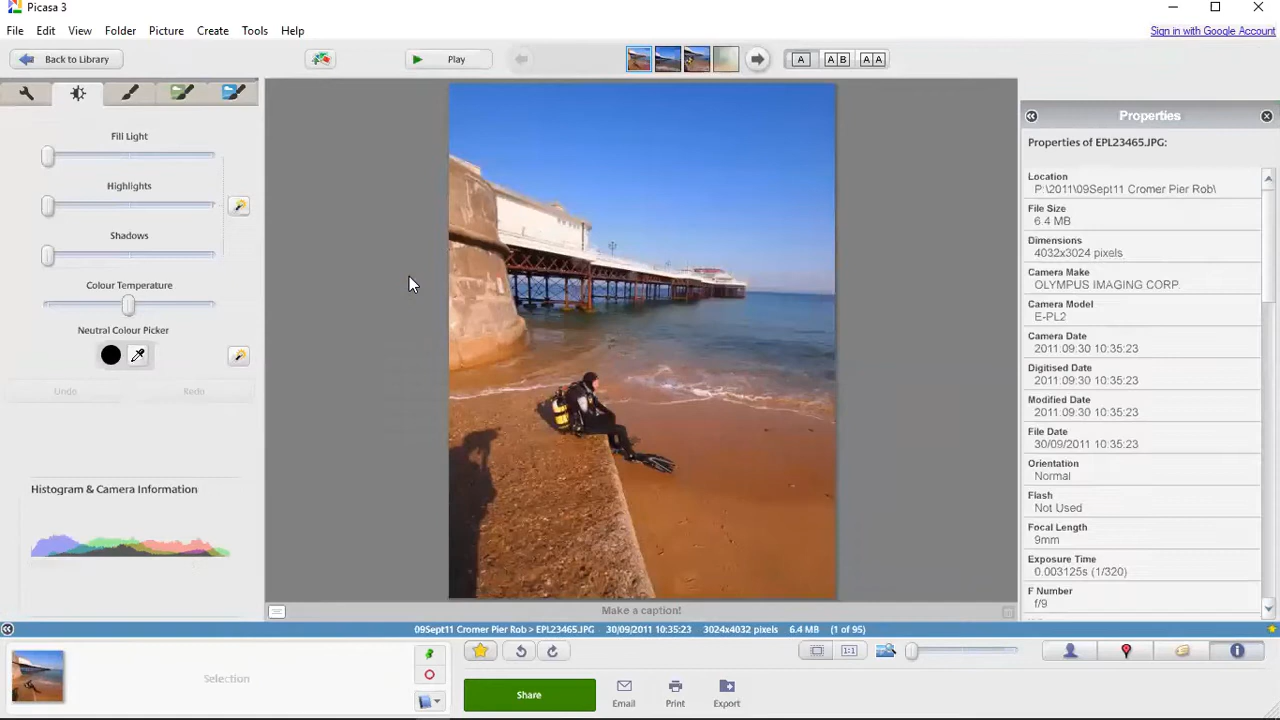 Picasa 3
File Edit View Folder Picture Create Tools Help
Sign in with Google Account
Back to Library
Play
A
A B
A A
Fill Light
Highlights
Shadows
Colour Temperature
Neutral Colour Picker
Undo Redo
Histogram & Camera Information
Make a caption!
Properties
Properties of EPL23465.JPG:
Location
P:\2011\09Sept11 Cromer Pier Rob\
File Size
6.4 MB
Dimensions
4032x3024 pixels
Camera Make
OLYMPUS IMAGING CORP.
Camera Model
E-PL2
Camera Date
2011:09:30 10:35:23
Digitised Date
2011:09:30 10:35:23
Modified Date
2011:09:30 10:35:23
File Date
30/09/2011 10:35:23
Orientation
Normal
Flash
Not Used
Focal Length
9mm
Exposure Time
0.003125s (1/320)
F Number
f/9
09Sept11 Cromer Pier Rob > EPL23465.JPG 30/09/2011 10:35:23 3024x4032 pixels 6.4 MB (1 of 95)
Selection
1:1
Share
Email
Print
Export